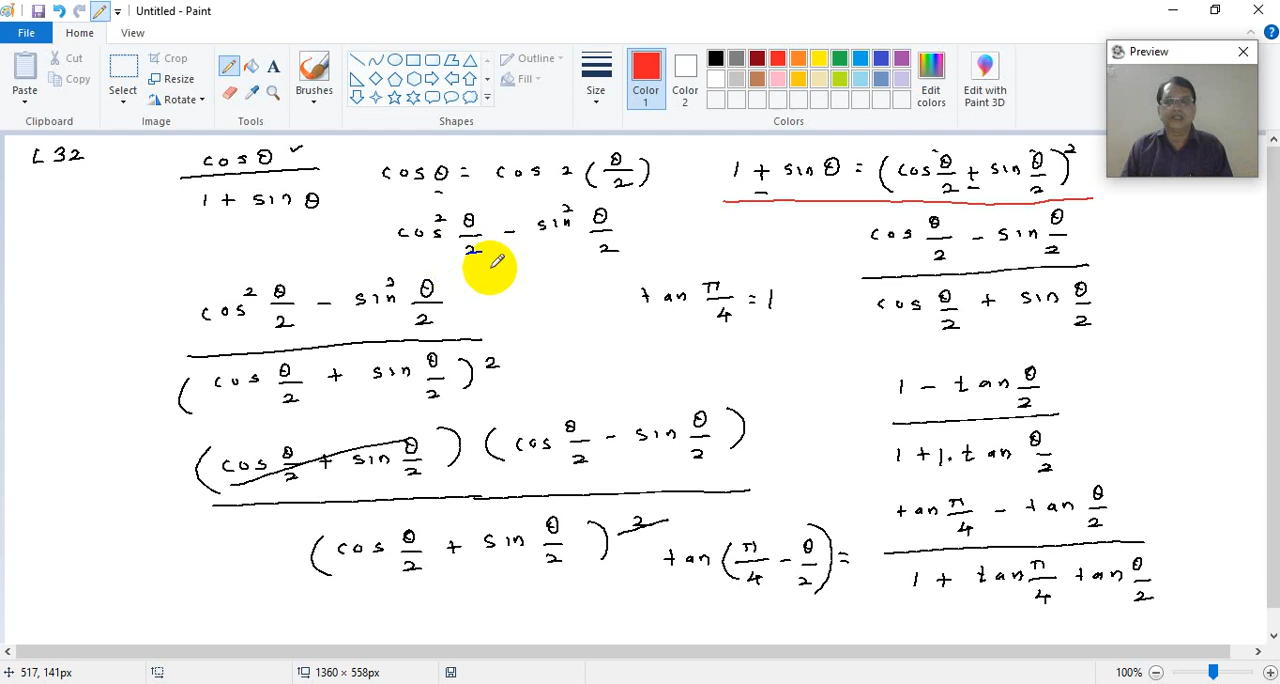 Untitled - Paint
File Home View
Paste Cut Copy Clipboard
Select Crop Resize Rotate Image
Tools
Brushes
Outline Fill Shapes
Size
Color 1 Color 2 Edit colors Colors
Edit with Paint 3D
Preview
L 32
cos θ / 1 + sin θ
cos θ = cos 2 (θ/2)
cos² θ/2 - sin² θ/2
1 + sin θ = (cos θ/2 + sin θ/2)²
cos θ/2 - sin θ/2
cos θ/2 + sin θ/2
cos² θ/2 - sin² θ/2
(cos θ/2 + sin θ/2)²
tan π/4 = 1
1 - tan θ/2
1 + 1. tan θ/2
(cos θ/2 + sin θ/2) (cos θ/2 - sin θ/2)
(cos θ/2 + sin θ/2)²
tan (π/4 - θ/2) =
tan π/4 - tan θ/2
1 + tan π/4 tan θ/2
517, 141px
1360 × 558px
100%